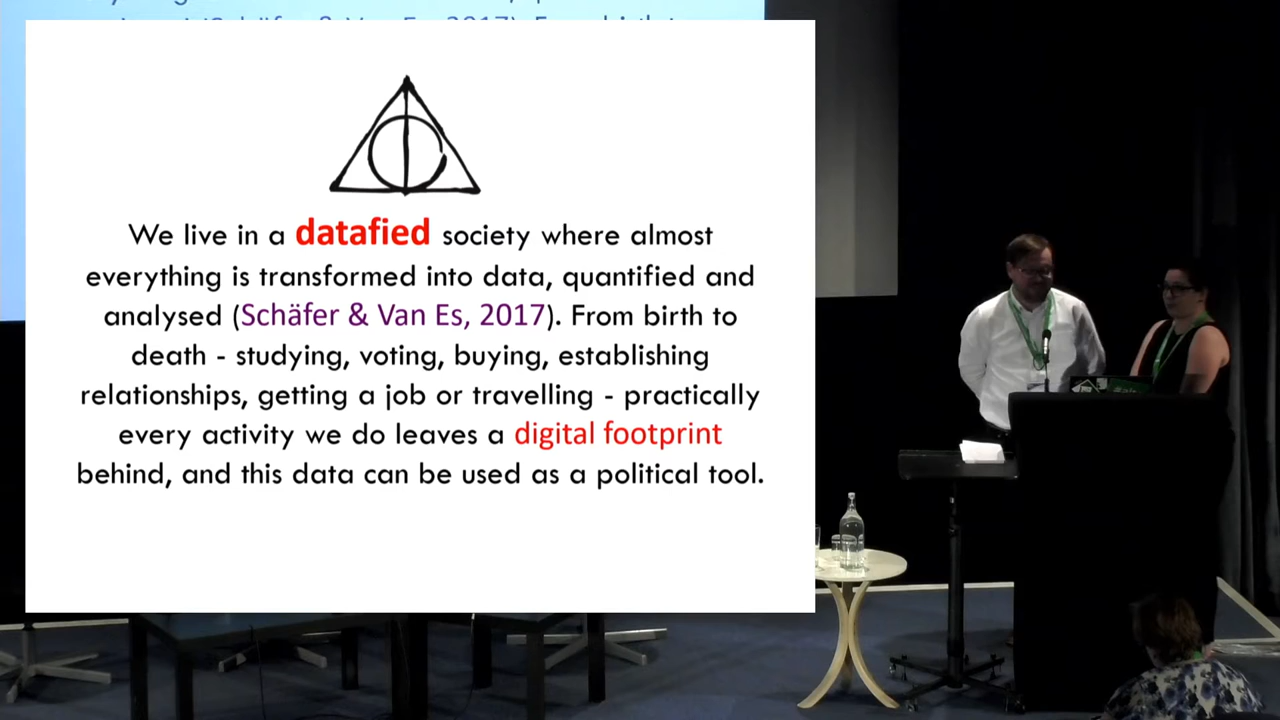 We live in a datafied society where almost
everything is transformed into data, quantified and
analysed (Schäfer & Van Es, 2017). From birth to
death - studying, voting, buying, establishing
relationships, getting a job or travelling - practically
every activity we do leaves a digital footprint
behind, and this data can be used as a political tool.